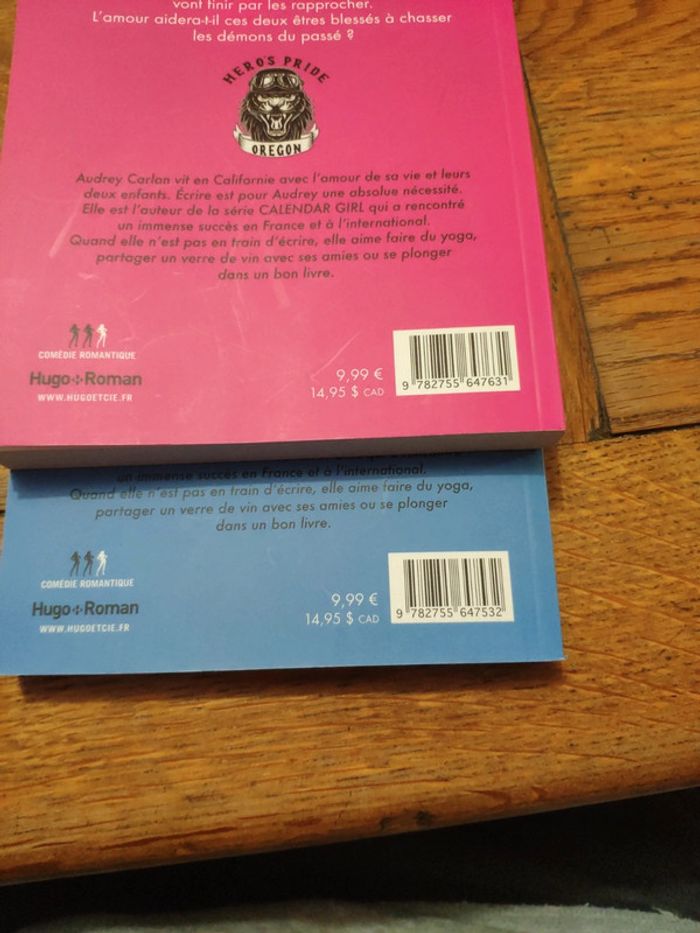 vont finir par les rapprocher.
L'amour aidera-t-il ces deux êtres blessés à chasser
les démons du passé ?
HERO'S PRIDE
OREGON
Audrey Carlan vit en Californie avec l'amour de sa vie et leurs
deux enfants. Écrire est pour Audrey une absolue nécessité.
Elle est l'auteur de la série CALENDAR GIRL qui a rencontré
un immense succès en France et à l'international.
Quand elle n'est pas en train d'écrire, elle aime faire du yoga,
partager un verre de vin avec ses amies ou se plonger
dans un bon livre.
COMÉDIE ROMANTIQUE
Hugo+Roman
WWW.HUGOETCIE.FR
9,99 €
14,95 $ CAD
9 782755 647631
un immense succès en France et à l'international.
Quand elle n'est pas en train d'écrire, elle aime faire du yoga,
partager un verre de vin avec ses amies ou se plonger
dans un bon livre.
COMÉDIE ROMANTIQUE
Hugo+Roman
WWW.HUGOETCIE.FR
9,99 €
14,95 $ CAD
9 782755 647532